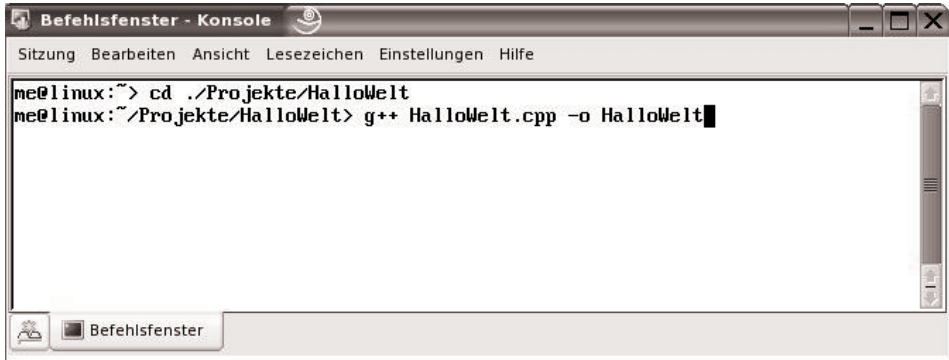 Befehlsfenster - Konsole
Sitzung Bearbeiten Ansicht Lesezeichen Einstellungen Hilfe
me@linux:~> cd ./Projekte/HalloWelt
me@linux:~/Projekte/HalloWelt> g++ HalloWelt.cpp -o HalloWelt
Befehlsfenster